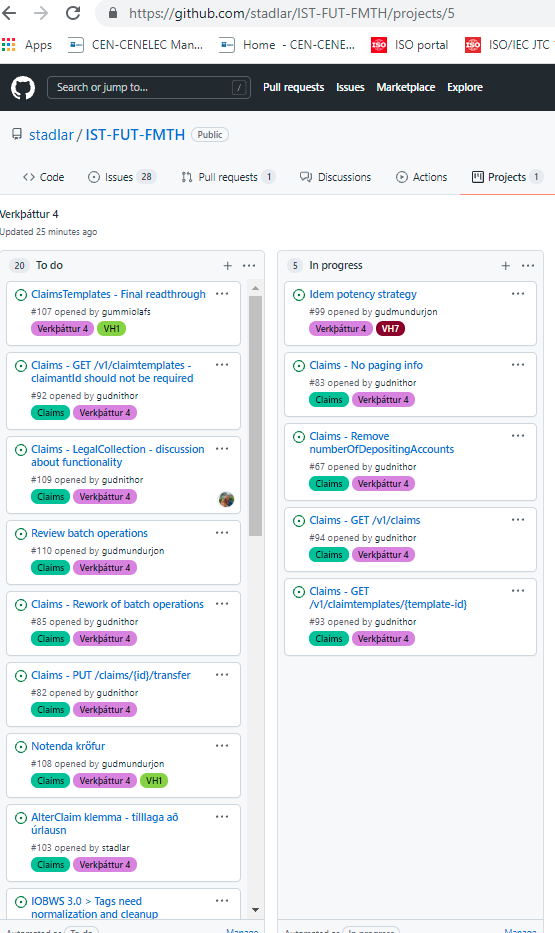 https://github.com/stadlar/IST-FUT-FMTH/projects/5
Apps
CEN-CENELEC Man...
Home - CEN-CENE...
ISO
ISO portal
ISO
ISO/IEC JTC
Search or jump to...
/
Pull requests
Issues
Marketplace
Explore
stadlar / IST-FUT-FMTH
Public
Code
Issues 28
Pull requests 1
Discussions
Actions
Projects 1
Verkþáttur 4
Updated 25 minutes ago
20 To do
ClaimsTemplates - Final readthrough
#107 opened by gummiolafs
Verkþáttur 4 VH1
Claims - GET /v1/claimtemplates -
claimantId should not be required
#92 opened by gudnithor
Claims Verkþáttur 4
Claims - LegalCollection - discussion
about functionality
#109 opened by gudnithor
Claims Verkþáttur 4
Review batch operations
#110 opened by gudmundurjon
Claims Verkþáttur 4
Claims - Rework of batch operations
#85 opened by gudnithor
Claims Verkþáttur 4
Claims - PUT /claims/{id}/transfer
#82 opened by gudnithor
Claims Verkþáttur 4
Notenda kröfur
#108 opened by gudmundurjon
Claims Verkþáttur 4 VH1
AlterClaim klemma - tilllaga að
úrlausn
#103 opened by stadlar
Claims Verkþáttur 4
IOBWS 3.0 > Tags need
normalization and cleanup
Automated as To do Manage
5 In progress
Idem potency strategy
#99 opened by gudmundurjon
Verkþáttur 4 VH7
Claims - No paging info
#83 opened by gudnithor
Claims Verkþáttur 4
Claims - Remove
numberOfDepositingAccounts
#67 opened by gudnithor
Claims Verkþáttur 4
Claims - GET /v1/claims
#94 opened by gudnithor
Claims Verkþáttur 4
Claims - GET
/v1/claimtemplates/{template-id}
#93 opened by gudnithor
Claims Verkþáttur 4
Automated as In progress Manage